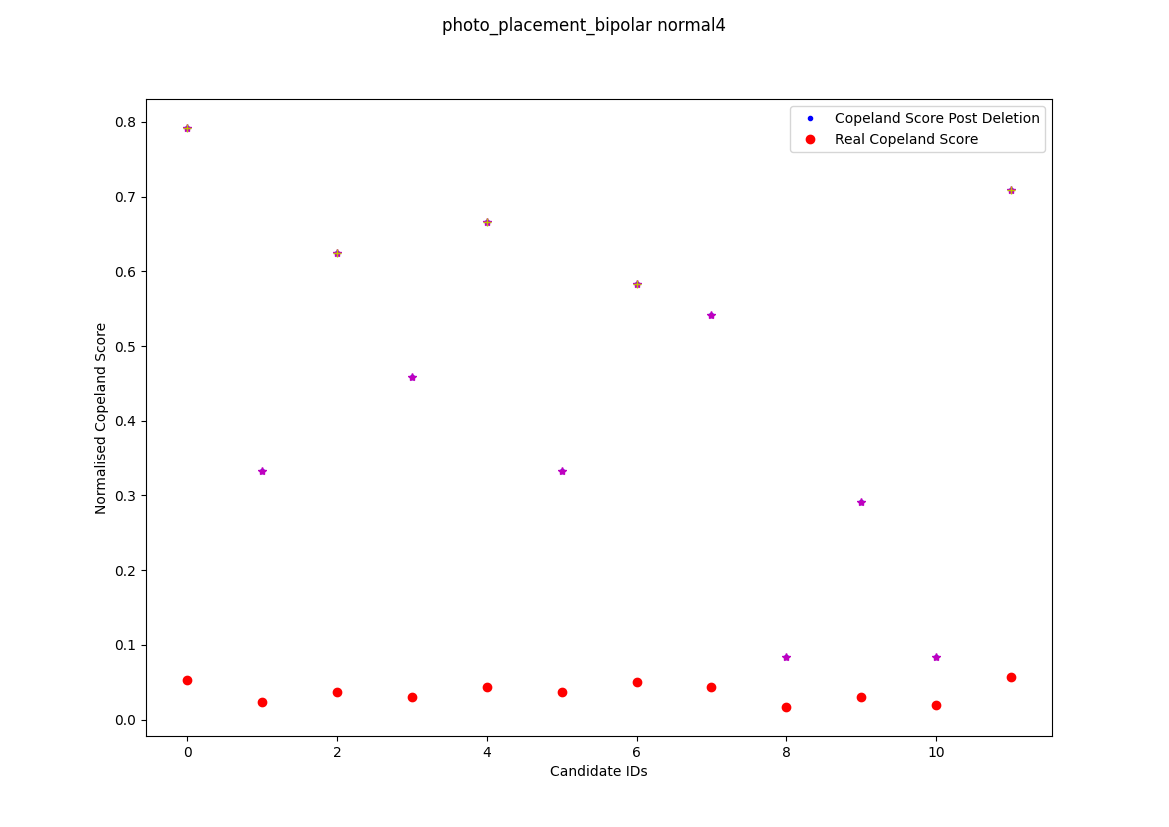 photo_placement_bipolar normal4
Copeland Score Post Deletion
Real Copeland Score
Normalised Copeland Score
0.8
0.7
0.6
0.5
0.4
0.3
0.2
0.1
0.0
0 2 4 6 8 10
Candidate IDs